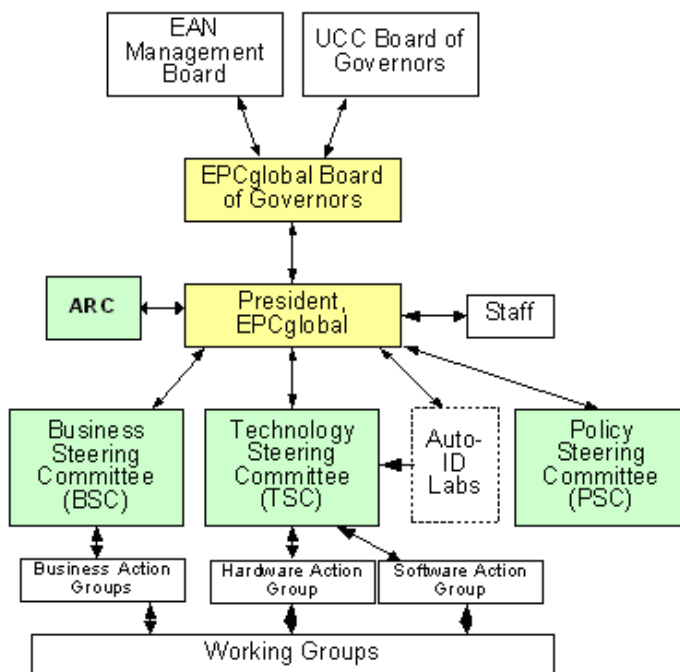 EAN
Management
Board
UCC Board of
Governors
EPCglobal Board
of Governors
ARC
President,
EPCglobal
Staff
Business
Steering
Committee
(BSC)
Technology
Steering
Committee
(TSC)
Auto-
ID
Labs
Policy
Steering
Committee
(PSC)
Business Action
Groups
Hardware Action
Group
Software Action
Group
Working Groups